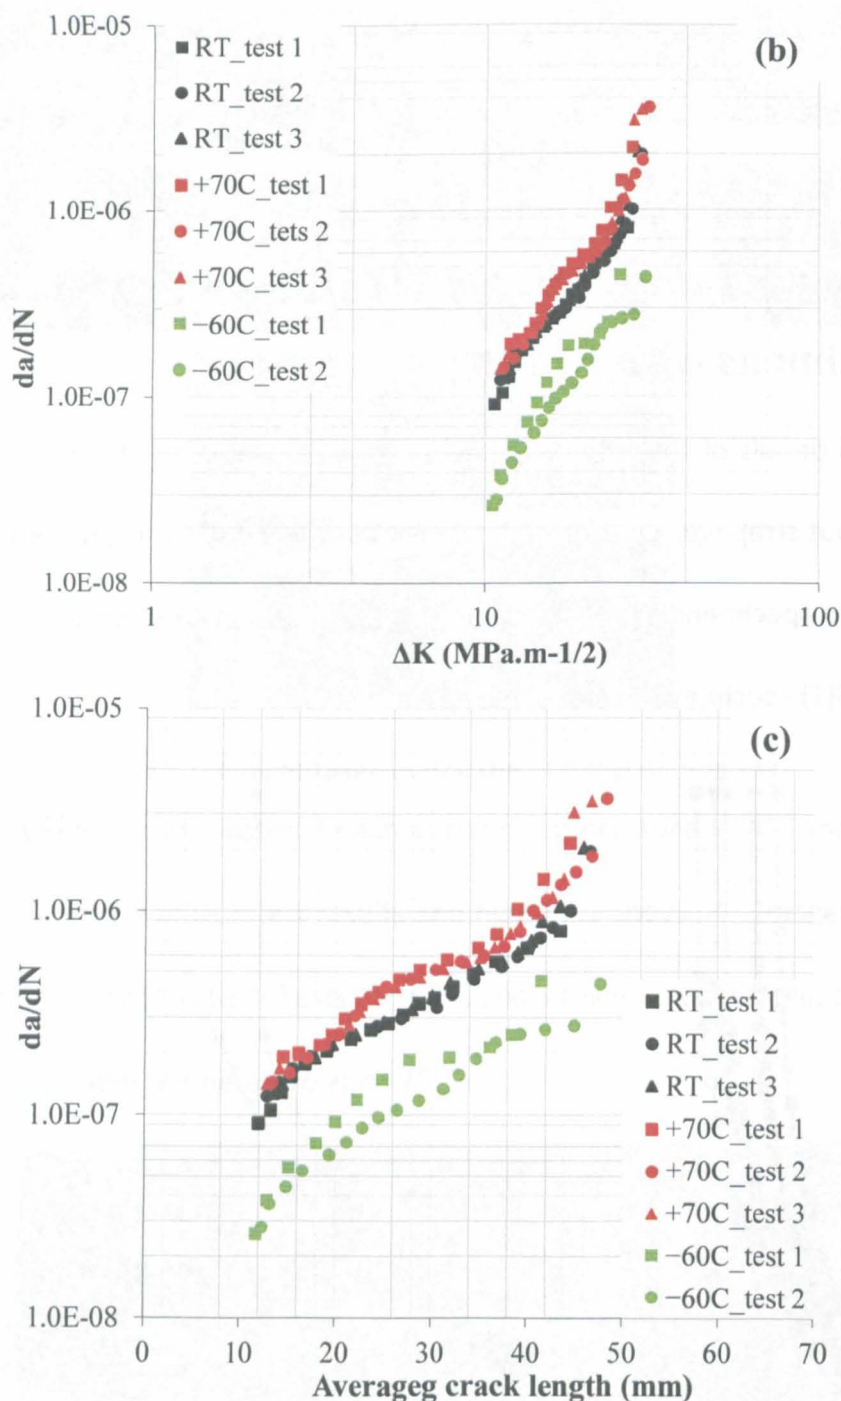 (b)
1.0E-05
1.0E-06
1.0E-07
1.0E-08
da/dN
RT_test 1
RT_test 2
RT_test 3
+70C_test 1
+70C_tets 2
+70C_test 3
−60C_test 1
−60C_test 2
1
10
100
ΔK (MPa.m-1/2)
(c)
1.0E-05
1.0E-06
1.0E-07
1.0E-08
da/dN
RT_test 1
RT_test 2
RT_test 3
+70C_test 1
+70C_test 2
+70C_test 3
−60C_test 1
−60C_test 2
0 10 20 30 40 50 60 70
Averageg crack length (mm)